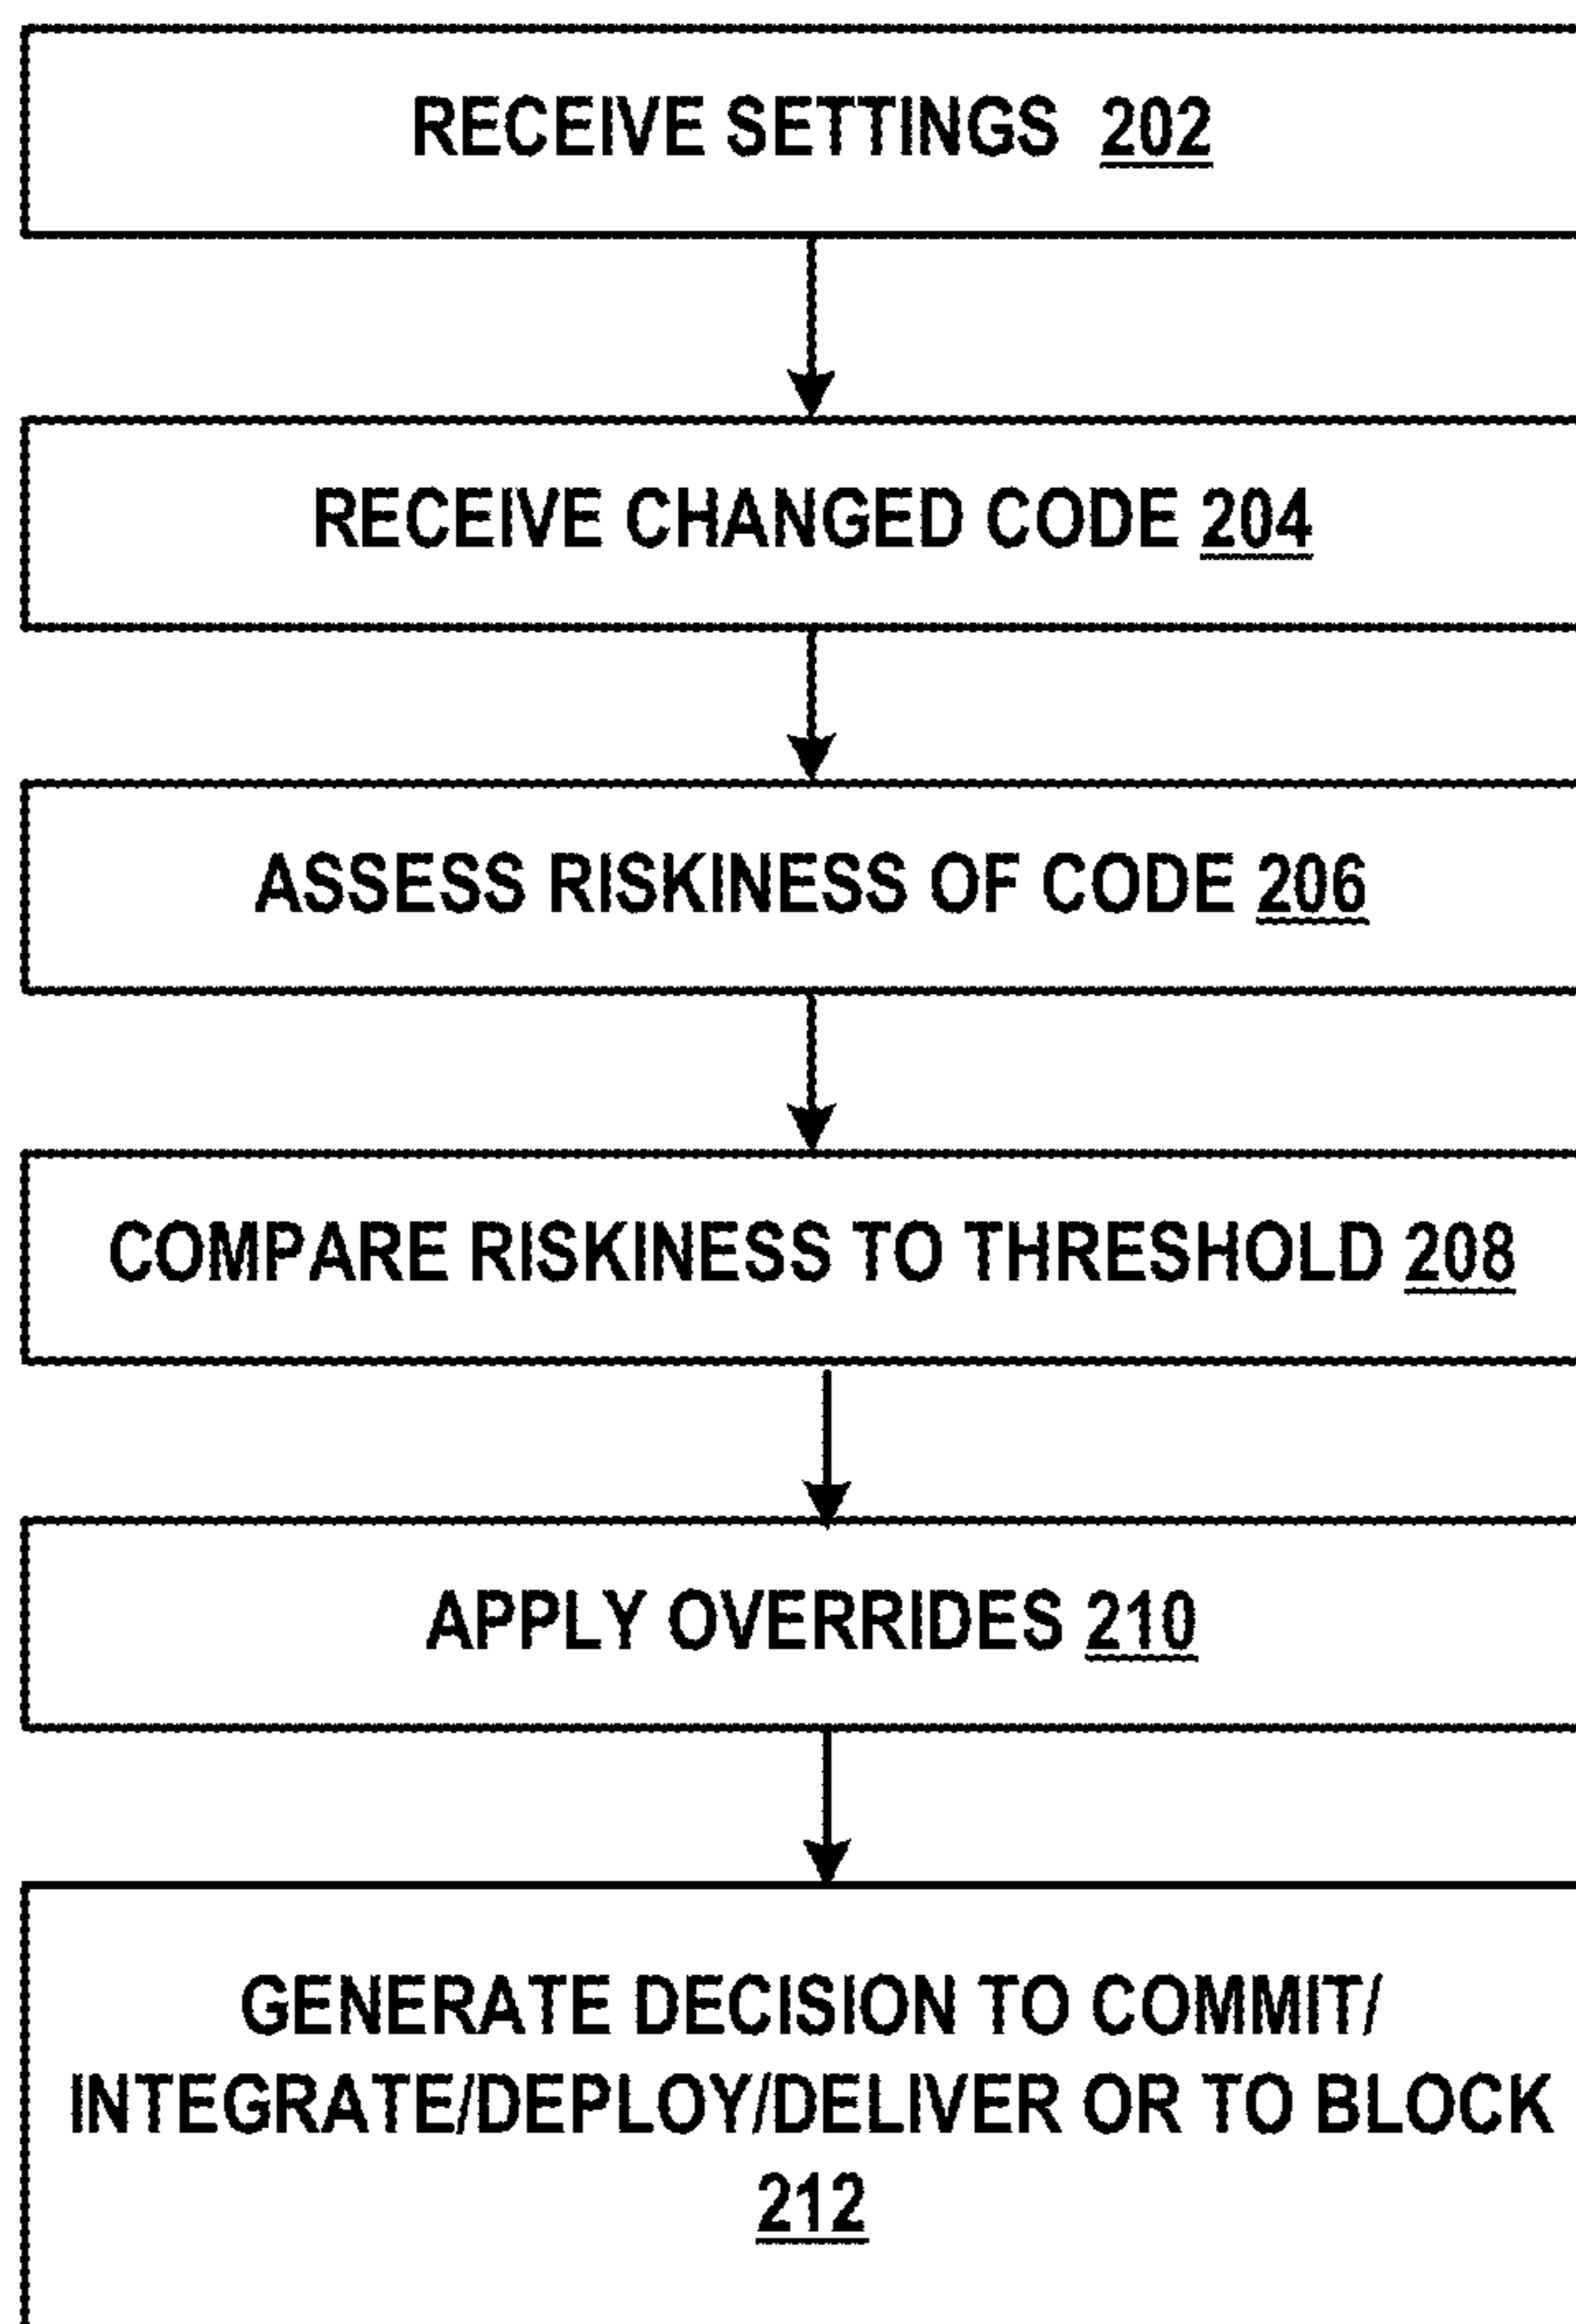 RECEIVE SETTINGS 202
RECEIVE CHANGED CODE 204
ASSESS RISKINESS OF CODE 206
COMPARE RISKINESS TO THRESHOLD 208
APPLY OVERRIDES 210
GENERATE DECISION TO COMMIT/
INTEGRATE/DEPLOY/DELIVER OR TO BLOCK
212